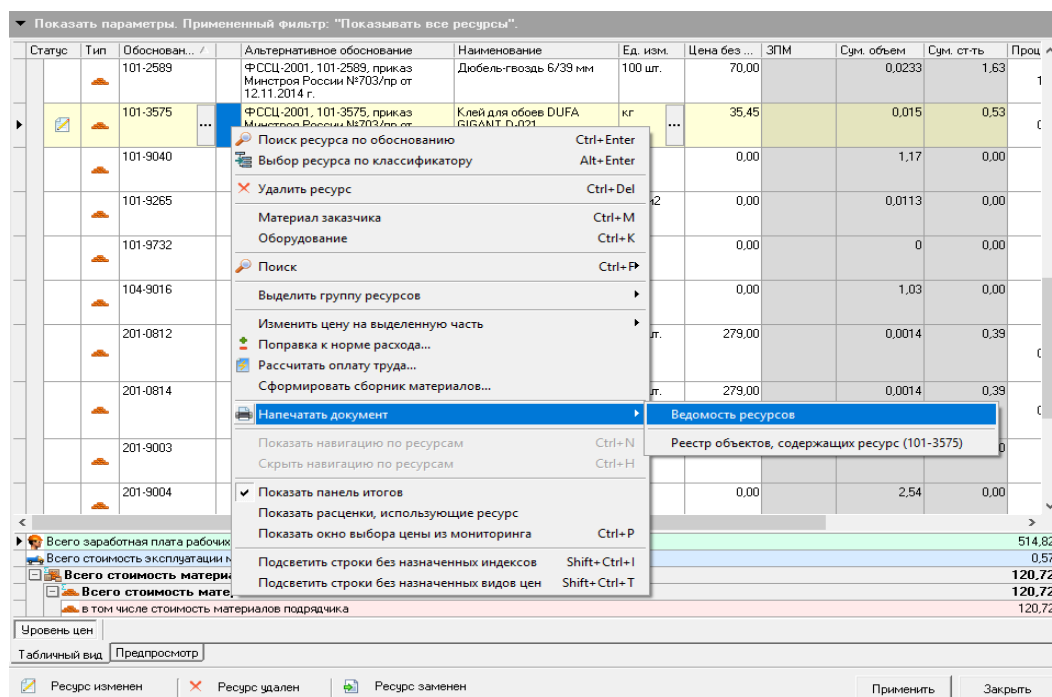 Показать параметры. Примененный фильтр: "Показывать все ресурсы".
Статус Тип Обоснован... / Альтернативное обоснование Наименование Ед. изм. Цена без ... ЗПМ Сум. объем Сум. ст-ть Проц
101-2589 ФССЦ-2001, 101-2589, приказ Дюбель-гвоздь 6/39 мм 100 шт. 70,00 0,0233 1,63
Минстроя России №703/пр от
12.11.2014 г.
101-3575 ... ФССЦ-2001, 101-3575, приказ Клей для обоев DUFA кг ... 35,45 0,015 0,53
Минстроя России №703/пр от GIGANT D-021
Поиск ресурса по обоснованию Ctrl+Enter
101-9040 0,00 1,17 0,00
Выбор ресурса по классификатору Alt+Enter
Удалить ресурс Ctrl+Del
101-9265 м2 0,00 0,0113 0,00
Материал заказчика Ctrl+M
Оборудование Ctrl+K
101-9732 0,00 0 0,00
Поиск Ctrl+F
104-9016 0,00 1,03 0,00
Выделить группу ресурсов
Изменить цену на выделенную часть
201-0812 шт. 279,00 0,0014 0,39
Поправка к норме расхода...
Рассчитать оплату труда...
Сформировать сборник материалов...
201-0814 шт. 279,00 0,0014 0,39
Напечатать документ Ведомость ресурсов
Показать навигацию по ресурсам Ctrl+N Реестр объектов, содержащих ресурс (101-3575)
201-9003
Скрыть навигацию по ресурсам Ctrl+H
201-9004 0,00 2,54 0,00
Показать панель итогов
Показать расценки, использующие ресурс
Показать окно выбора цены из мониторинга Ctrl+P
Всего заработная плата рабочих 514,82
Всего стоимость эксплуатации 0,57
Подсветить строки без назначенных индексов Shift+Ctrl+I
Всего стоимость матери 120,72
Подсветить строки без назначенных видов цен Shift+Ctrl+T
Всего стоимость мате 120,72
в том числе стоимость материалов подрядчика 120,72
Уровень цен
Табличный вид Предпросмотр
Ресурс изменен Ресурс удален Ресурс заменен Применить Закрыть